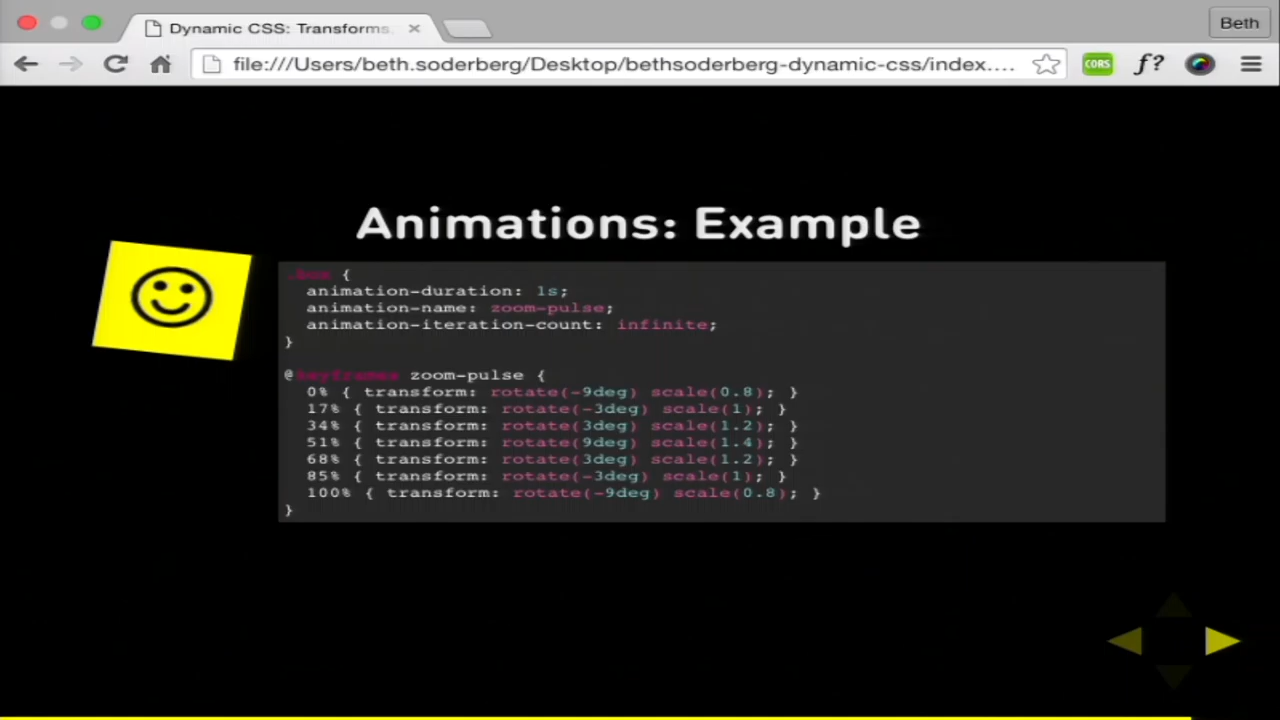 Dynamic CSS: Transforms
Beth
file:///Users/beth.soderberg/Desktop/bethsoderberg-dynamic-css/index....
CORS
f?
Animations: Example
.box {
animation-duration: 1s;
animation-name: zoom-pulse;
animation-iteration-count: infinite;
}
@keyframes zoom-pulse {
0% { transform: rotate(-9deg) scale(0.8); }
17% { transform: rotate(-3deg) scale(1); }
34% { transform: rotate(3deg) scale(1.2); }
51% { transform: rotate(9deg) scale(1.4); }
68% { transform: rotate(3deg) scale(1.2); }
85% { transform: rotate(-3deg) scale(1); }
100% { transform: rotate(-9deg) scale(0.8); }
}